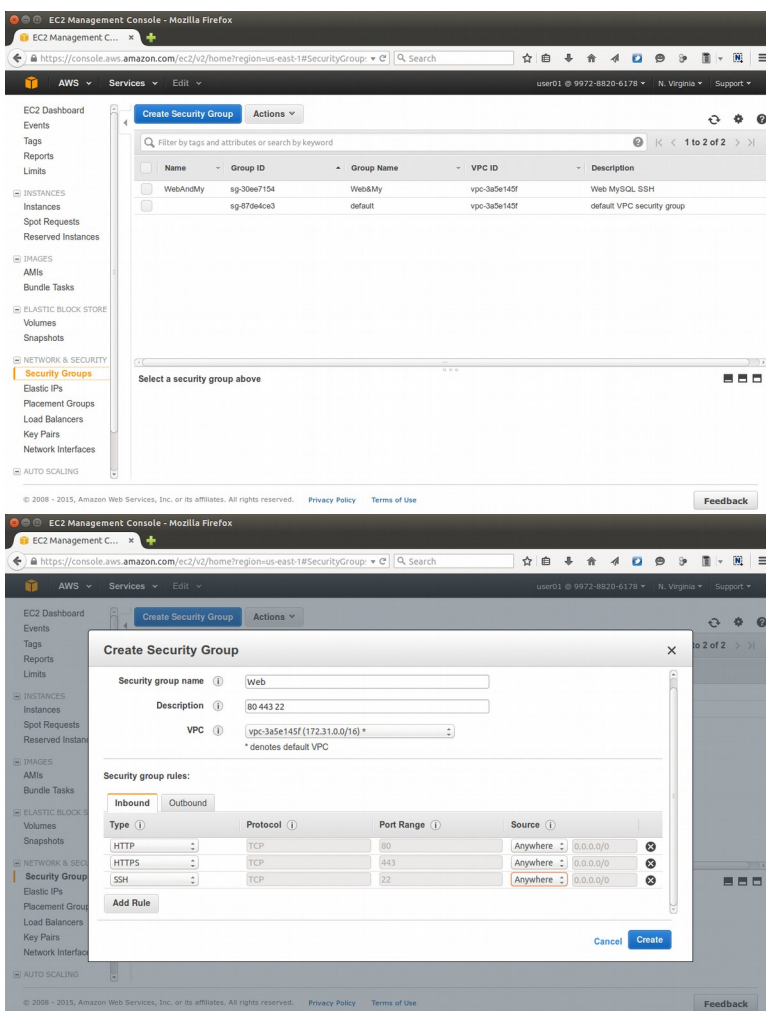 EC2 Management Console - Mozilla Firefox
EC2 Management C... ×
https://console.aws.amazon.com/ec2/v2/home?region=us-east-1#SecurityGroup: Search
AWS Services Edit user01 @ 9972-8820-6178 N. Virginia Support
EC2 Dashboard
Events
Tags
Reports
Limits
INSTANCES
Instances
Spot Requests
Reserved Instances
IMAGES
AMIs
Bundle Tasks
ELASTIC BLOCK STORE
Volumes
Snapshots
NETWORK & SECURITY
Security Groups
Elastic IPs
Placement Groups
Load Balancers
Key Pairs
Network Interfaces
AUTO SCALING
Create Security Group Actions
Filter by tags and attributes or search by keyword 1 to 2 of 2
Name Group ID Group Name VPC ID Description
WebAndMy sg-30ee7154 Web&My vpc-3a5e145f Web MySQL SSH
sg-87de4ce3 default vpc-3a5e145f default VPC security group
Select a security group above
© 2008 - 2015, Amazon Web Services, Inc. or its affiliates. All rights reserved. Privacy Policy Terms of Use Feedback
EC2 Management Console - Mozilla Firefox
EC2 Management C... ×
https://console.aws.amazon.com/ec2/v2/home?region=us-east-1#SecurityGroup: Search
AWS Services Edit user01 @ 9972-8820-6178 N. Virginia Support
EC2 Dashboard
Events
Tags
Reports
Limits
INSTANCES
Instances
Spot Requests
Reserved Instan
IMAGES
AMIs
Bundle Tasks
ELASTIC BLOCK S
Volumes
Snapshots
NETWORK & SECU
Security Group
Elastic IPs
Placement Group
Load Balancers
Key Pairs
Network Interface
AUTO SCALING
Create Security Group Actions
to 2 of 2
Create Security Group
Security group name Web
Description 80 443 22
VPC vpc-3a5e145f (172.31.0.0/16) *
* denotes default VPC
Security group rules:
Inbound Outbound
Type Protocol Port Range Source
HTTP TCP 80 Anywhere 0.0.0.0/0
HTTPS TCP 443 Anywhere 0.0.0.0/0
SSH TCP 22 Anywhere 0.0.0.0/0
Add Rule
Cancel Create
© 2008 - 2015, Amazon Web Services, Inc. or its affiliates. All rights reserved. Privacy Policy Terms of Use Feedback